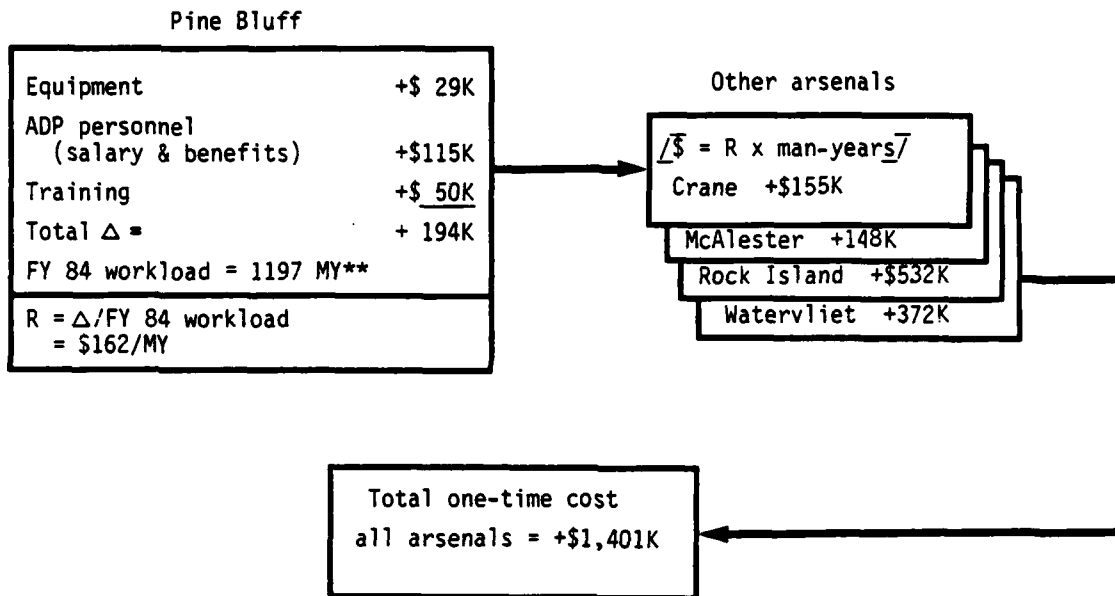 Pine Bluff
Equipment +$ 29K
ADP personnel
(salary & benefits) +$115K
Training +$ 50K
Total Δ = + 194K
FY 84 workload = 1197 MY**
R = Δ/FY 84 workload
= $162/MY
Other arsenals
/$ = R x man-years/
Crane +$155K
McAlester +148K
Rock Island +$532K
Watervliet +372K
Total one-time cost
all arsenals = +$1,401K